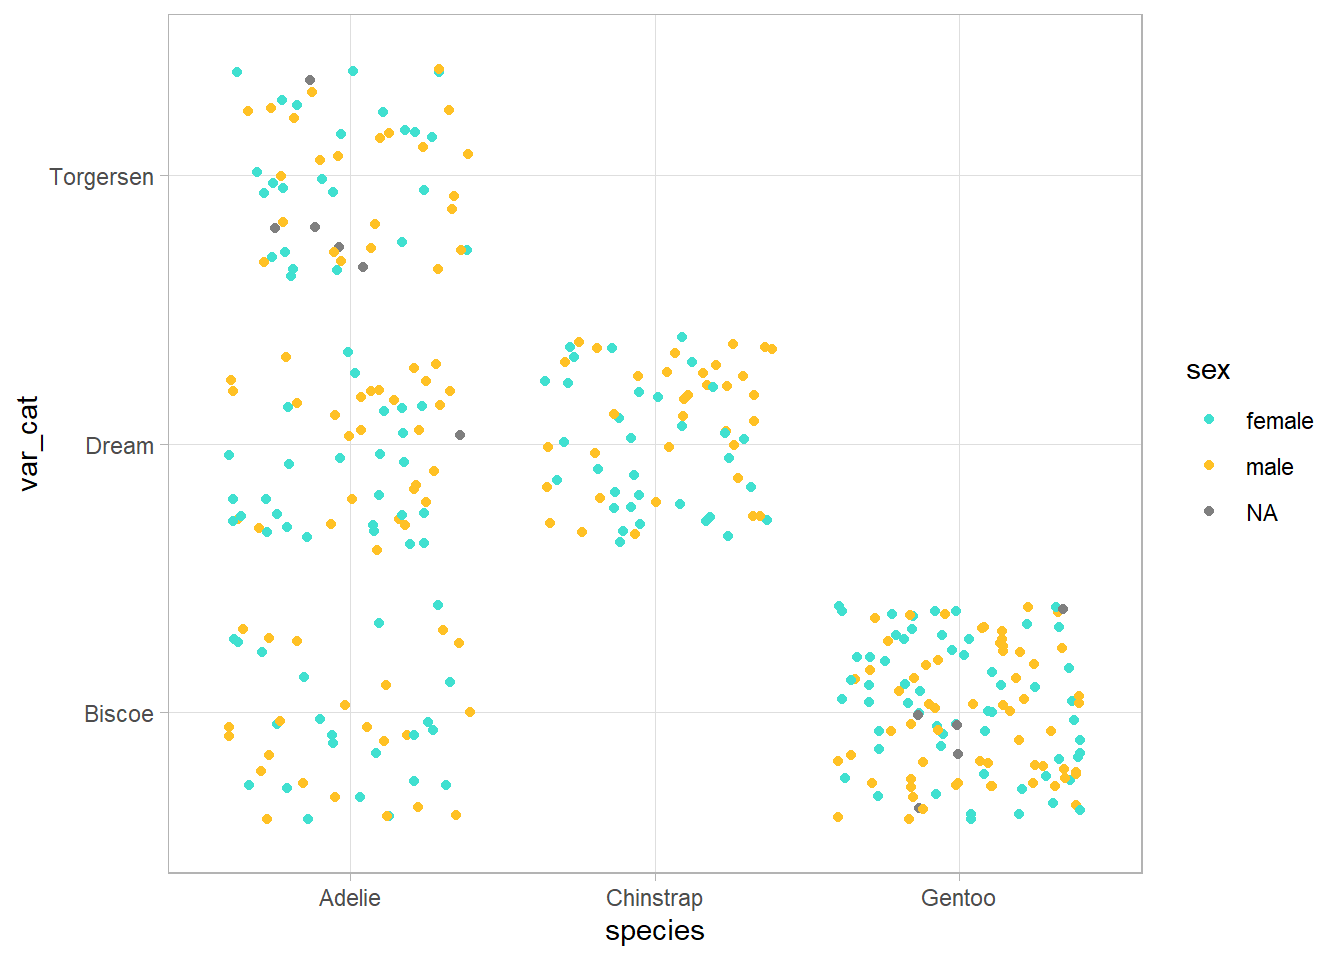 Torgersen
Dream
Biscoe
var_cat
Adelie
Chinstrap
Gentoo
species
sex
female
male
NA